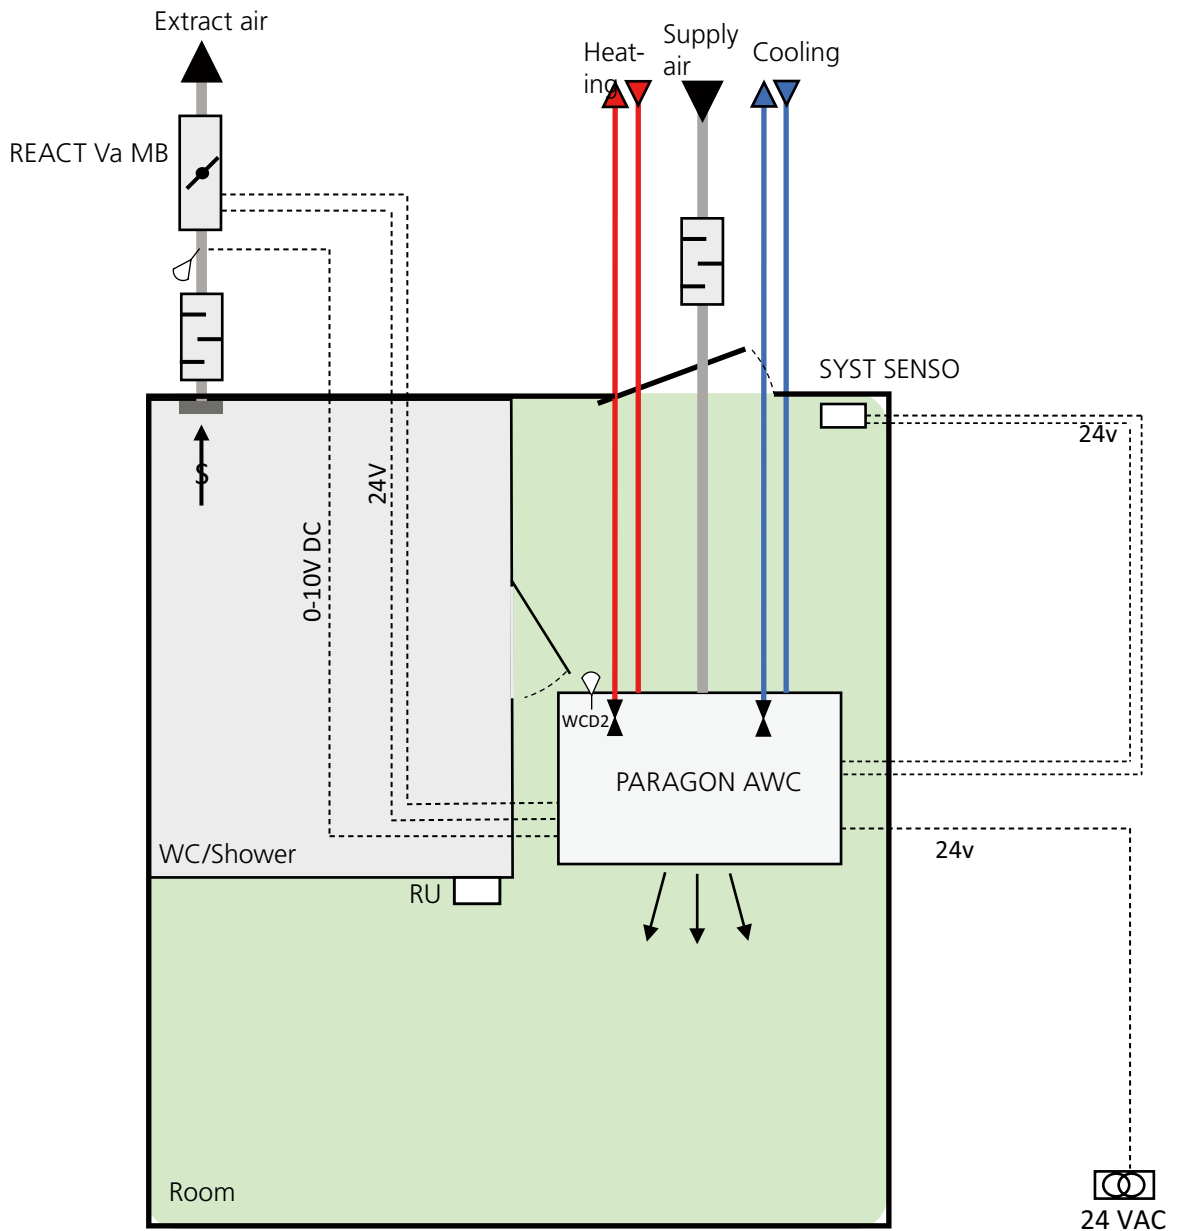 Extract air
Heat-
ing
Supply
air
Cooling
REACT Va MB
SYST SENSO
24v
S
24V
0-10V DC
WCD2
PARAGON AWC
WC/Shower
24v
RU
Room
24 VAC